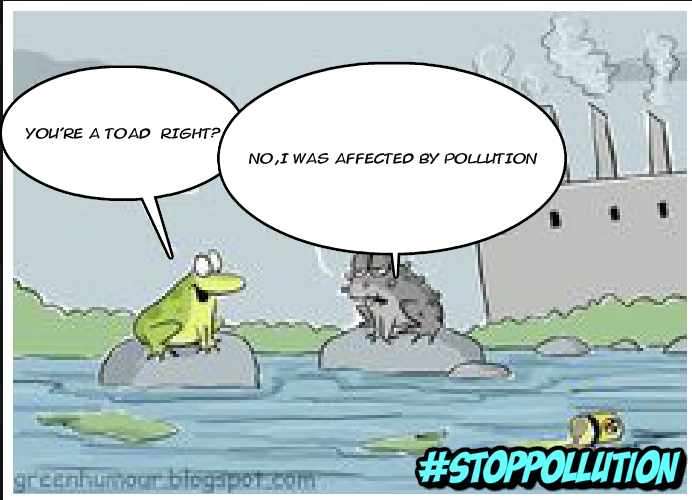 YOU'RE A TOAD RIGHT?
NO,I WAS AFFECTED BY POLLUTION
#STOPPOLLUTION
greenhumour.blogspot.com